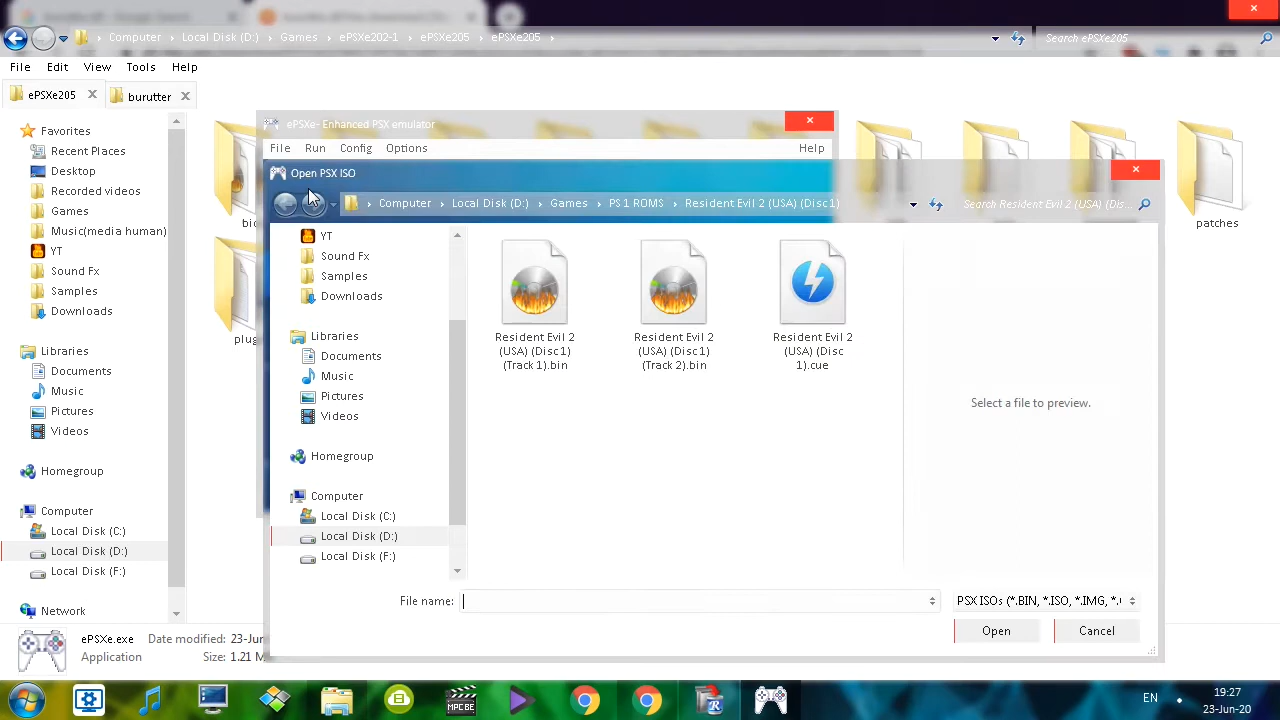 Computer
Local Disk (D:)
Games
ePSXe202-1
ePSXe205
ePSXe205
Search ePSXe205
File
Edit
View
Tools
Help
ePSXe205
burutter
Favorites
Recent Places
Desktop
Recorded videos
Games
Music(media human)
YT
Sound Fx
Samples
Downloads
Libraries
Documents
Music
Pictures
Videos
Homegroup
Computer
Local Disk (C:)
Local Disk (D:)
Local Disk (F:)
Network
patches
ePSXe.exe
Date modified: 23-Jun
Application
Size: 1.21 M
ePSXe- Enhanced PSX emulator
File
Run
Config
Options
Help
Open PSX ISO
Computer
Local Disk (D:)
Games
PS 1 ROMS
Resident Evil 2 (USA) (Disc 1)
Search Resident Evil 2 (USA) (Dis...
YT
Sound Fx
Samples
Downloads
Libraries
Documents
Music
Pictures
Videos
Homegroup
Computer
Local Disk (C:)
Local Disk (D:)
Local Disk (F:)
Resident Evil 2
(USA) (Disc 1)
(Track 1).bin
Resident Evil 2
(USA) (Disc 1)
(Track 2).bin
Resident Evil 2
(USA) (Disc
1).cue
Select a file to preview.
File name:
PSX ISOs (*.BIN, *.ISO, *.IMG, *.
Open
Cancel
MPCBE
EN
19:27
23-Jun-20